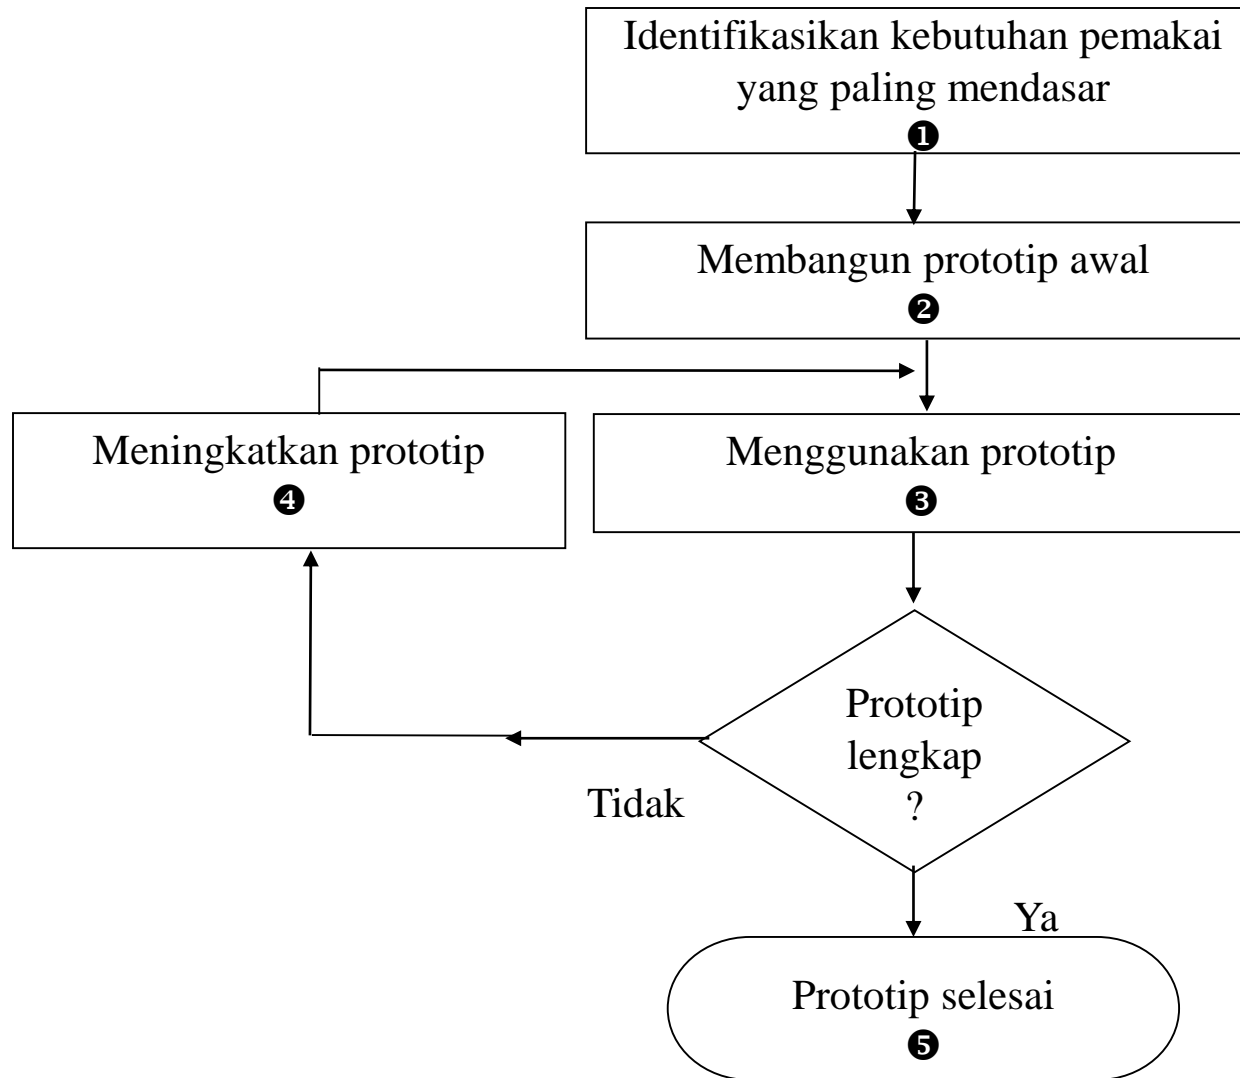 Identifikasikan kebutuhan pemakai
yang paling mendasar
❶
Membangun prototip awal
❷
Meningkatkan prototip
❹
Menggunakan prototip
❸
Prototip
lengkap
?
Tidak
Ya
Prototip selesai
❺